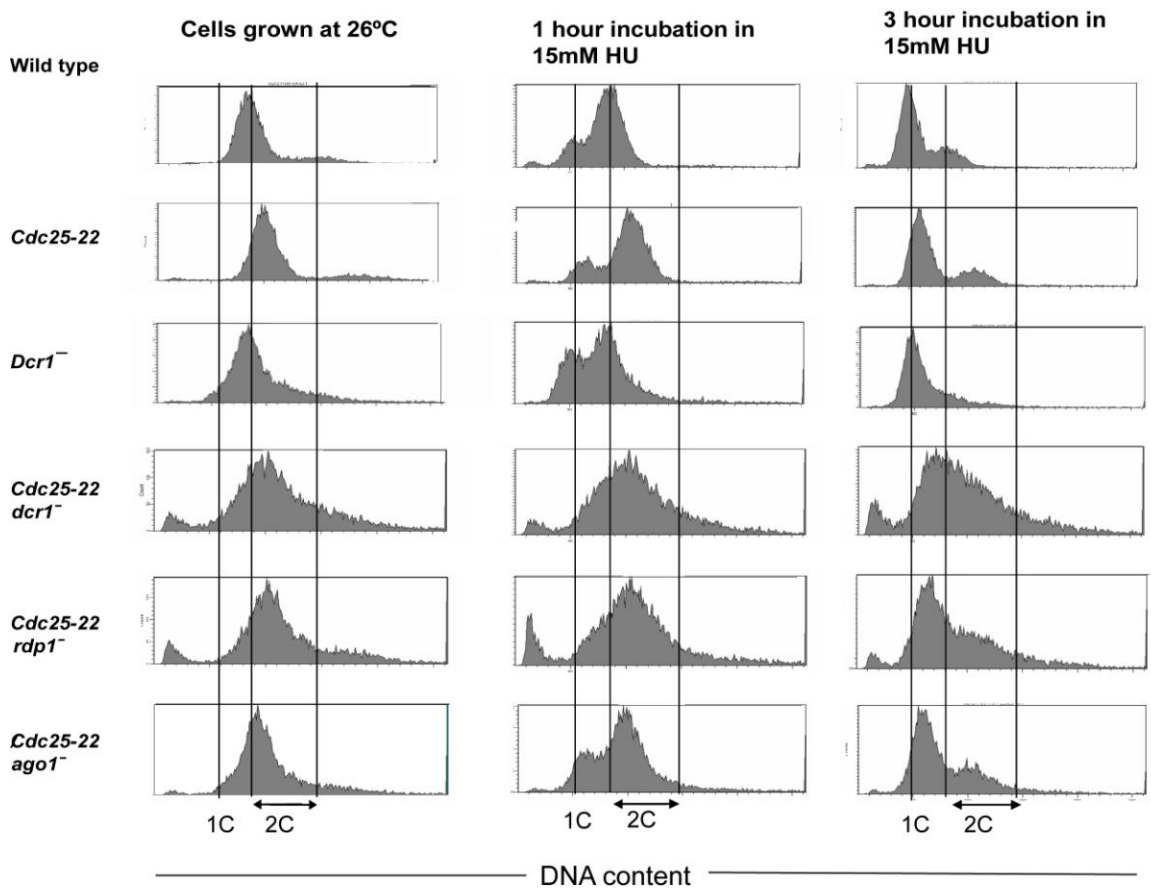 Cells grown at 26ºC
1 hour incubation in
15mM HU
3 hour incubation in
15mM HU
Wild type
Cdc25-22
Dcr1⁻
Cdc25-22
dcr1⁻
Cdc25-22
rdp1⁻
Cdc25-22
ago1⁻
1C 2C
1C 2C
1C 2C
DNA content